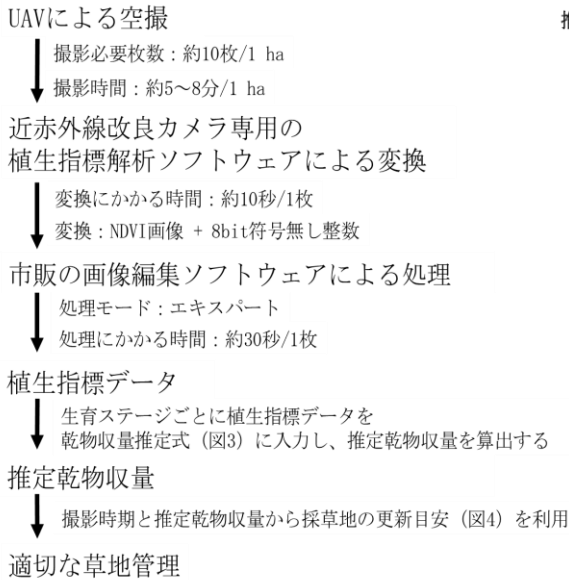 UAVによる空撮
撮影必要枚数：約10枚/1 ha
撮影時間：約5～8分/1 ha
近赤外線改良カメラ専用の
植生指標解析ソフトウェアによる変換
変換にかかる時間：約10秒/1枚
変換：NDVI画像 + 8bit符号無し整数
市販の画像編集ソフトウェアによる処理
処理モード：エキスパート
処理にかかる時間：約30秒/1枚
植生指標データ
生育ステージごとに植生指標データを
乾物収量推定式（図3）に入力し、推定乾物収量を算出する
推定乾物収量
撮影時期と推定乾物収量から採草地の更新目安（図4）を利用
適切な草地管理